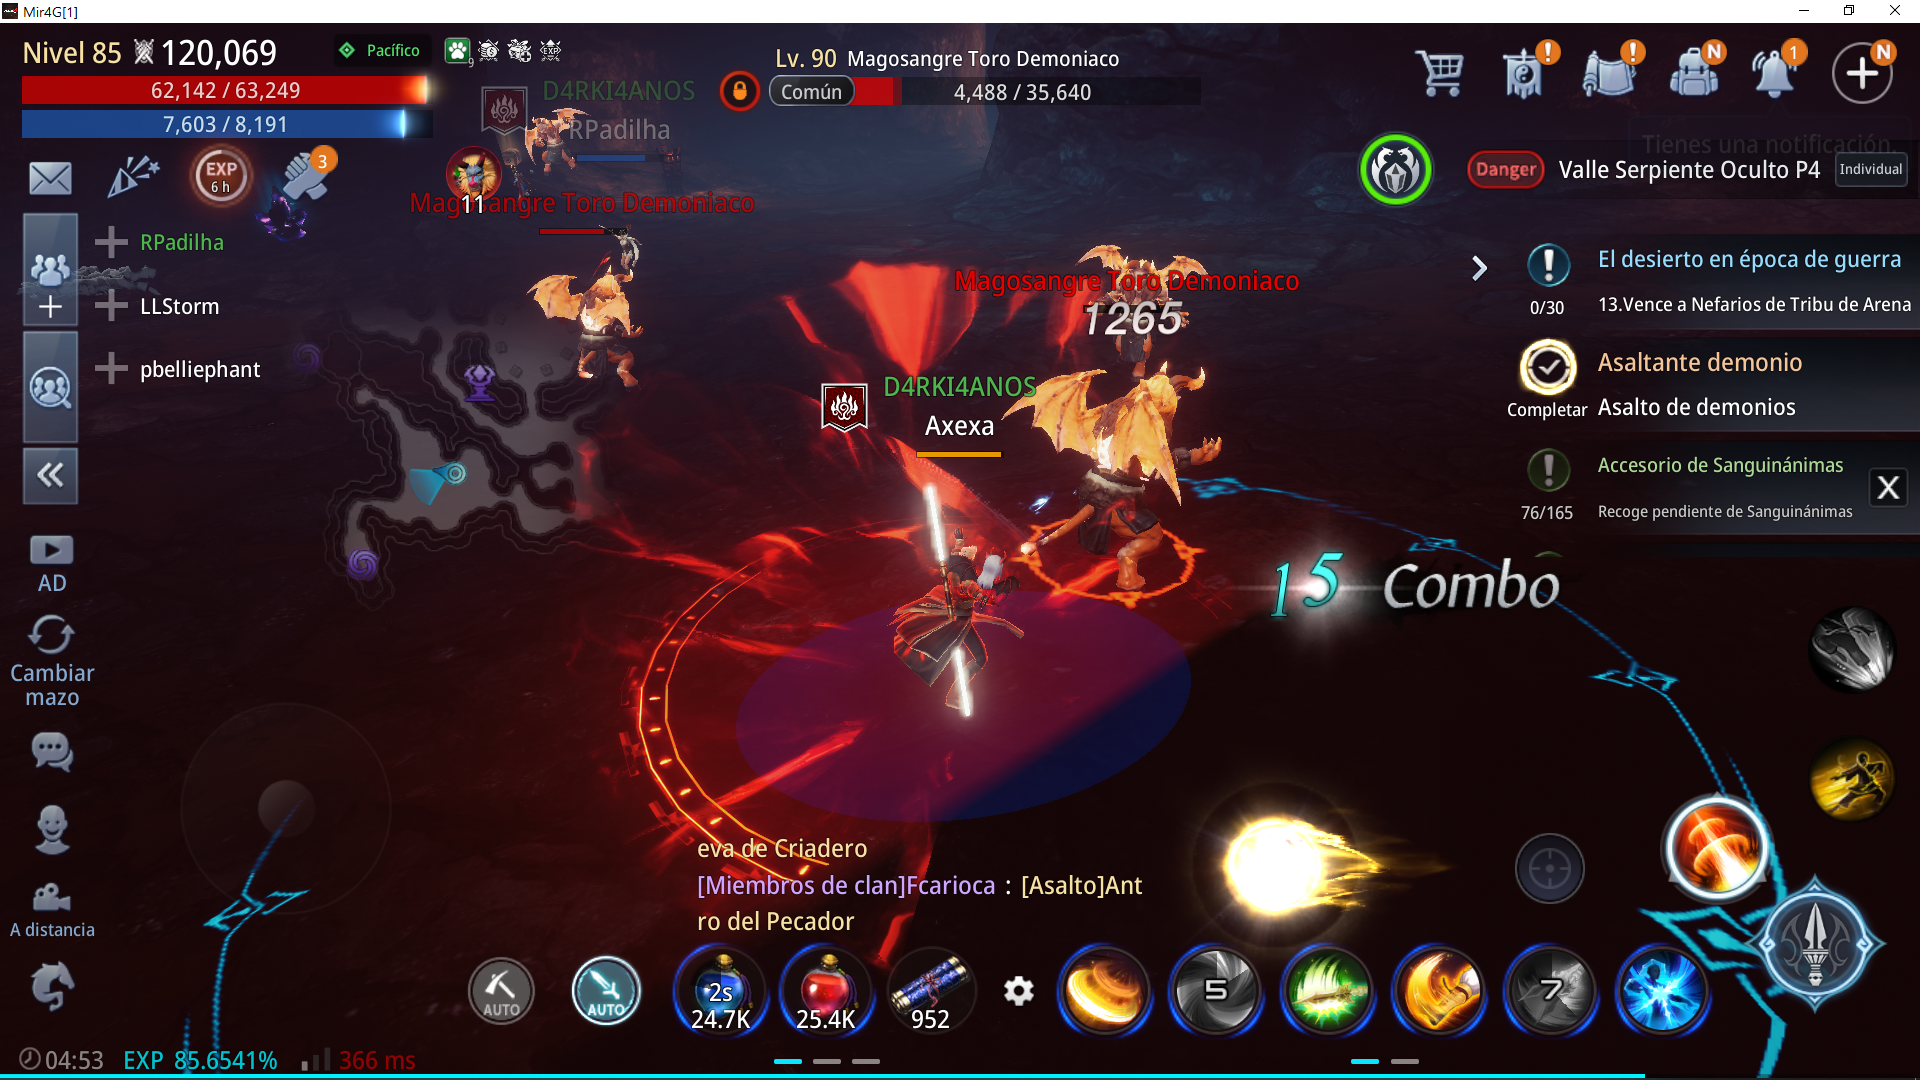 Mir4G[1]
Nivel 85 120,069
Pacífico
9
EXP
62,142 / 63,249
7,603 / 8,191
Lv. 90 Magosangre Toro Demoniaco
Común
4,488 / 35,640
D4RKI4ANOS
RPadilha
N
1
N
Tienes una notificación.
Danger
Valle Serpiente Oculto P4
Individual
EXP
6 h
3
11
Magosangre Toro Demoniaco
RPadilha
LLStorm
pbelliephant
Magosangre Toro Demoniaco
1265
D4RKI4ANOS
Axexa
El desierto en época de guerra
0/30
13.Vence a Nefarios de Tribu de Arena
Asaltante demonio
Completar
Asalto de demonios
Accesorio de Sanguinánimas
76/165
Recoge pendiente de Sanguinánimas
X
15 Combo
AD
Cambiar
mazo
A distancia
eva de Criadero
[Miembros de clan]Fcarioca : [Asalto]Ant
ro del Pecador
AUTO
AUTO
2s
24.7K
25.4K
952
5
7
04:53
EXP 85.6541%
366 ms